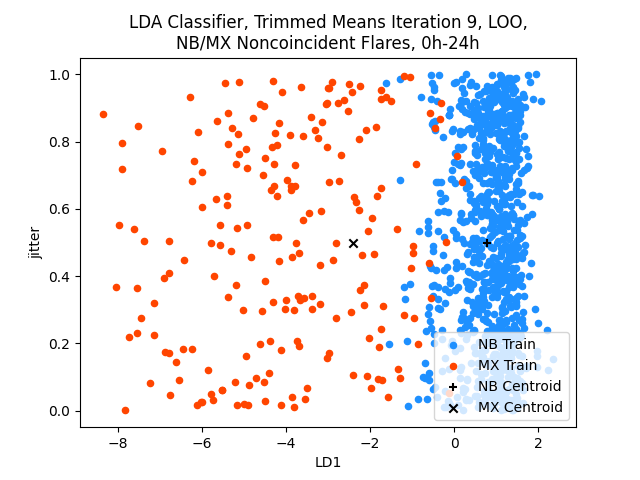 LDA Classifier, Trimmed Means Iteration 9, LOO,
NB/MX Noncoincident Flares, 0h-24h
1.0
0.8
0.6
0.4
0.2
0.0
jitter
−8
−6
−4
−2
0
2
LD1
NB Train
MX Train
NB Centroid
MX Centroid